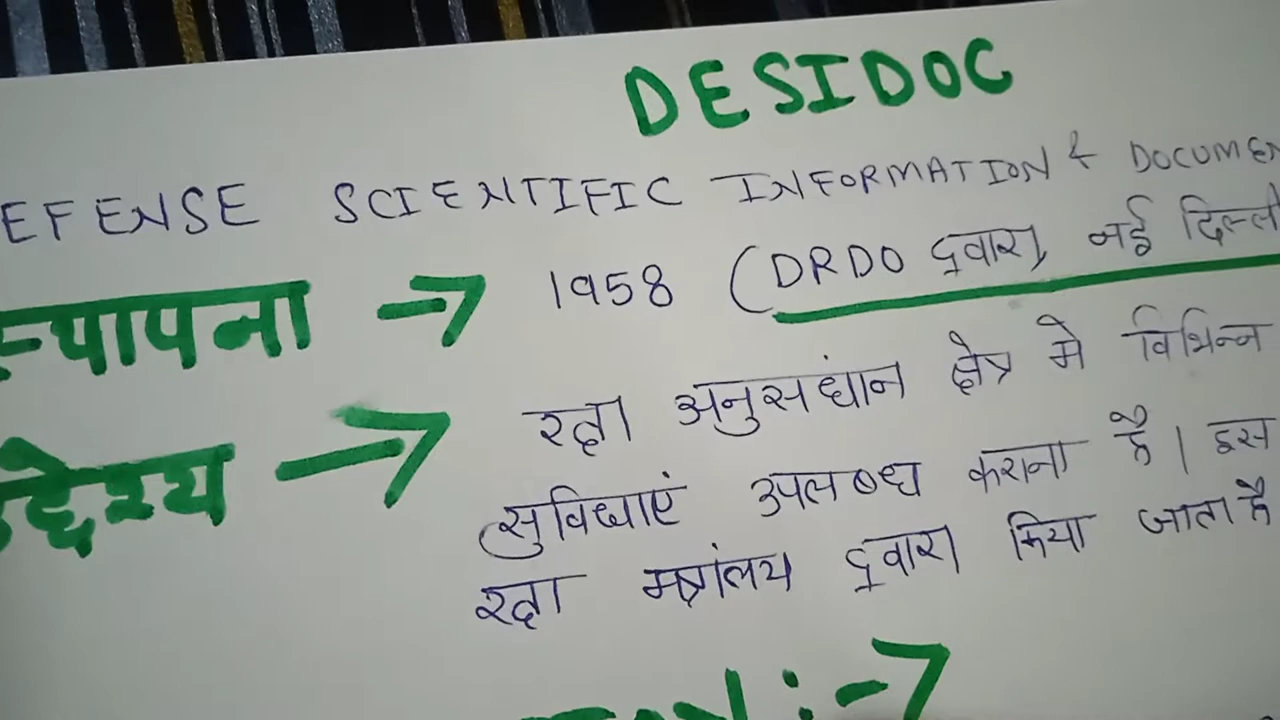 DESIDOC
EFENSE SCIENTIFIC INFORMATION & DOCUMEN
स्थापना → 1958 (DRDO द्वारा, नई दिल्ली
उद्देश्य → रक्षा अनुसंधान क्षेत्र मे विभिन्न
सुविधाएं उपलब्ध कराना है। इस
रक्षा मंत्रालय द्वारा किया जाता है